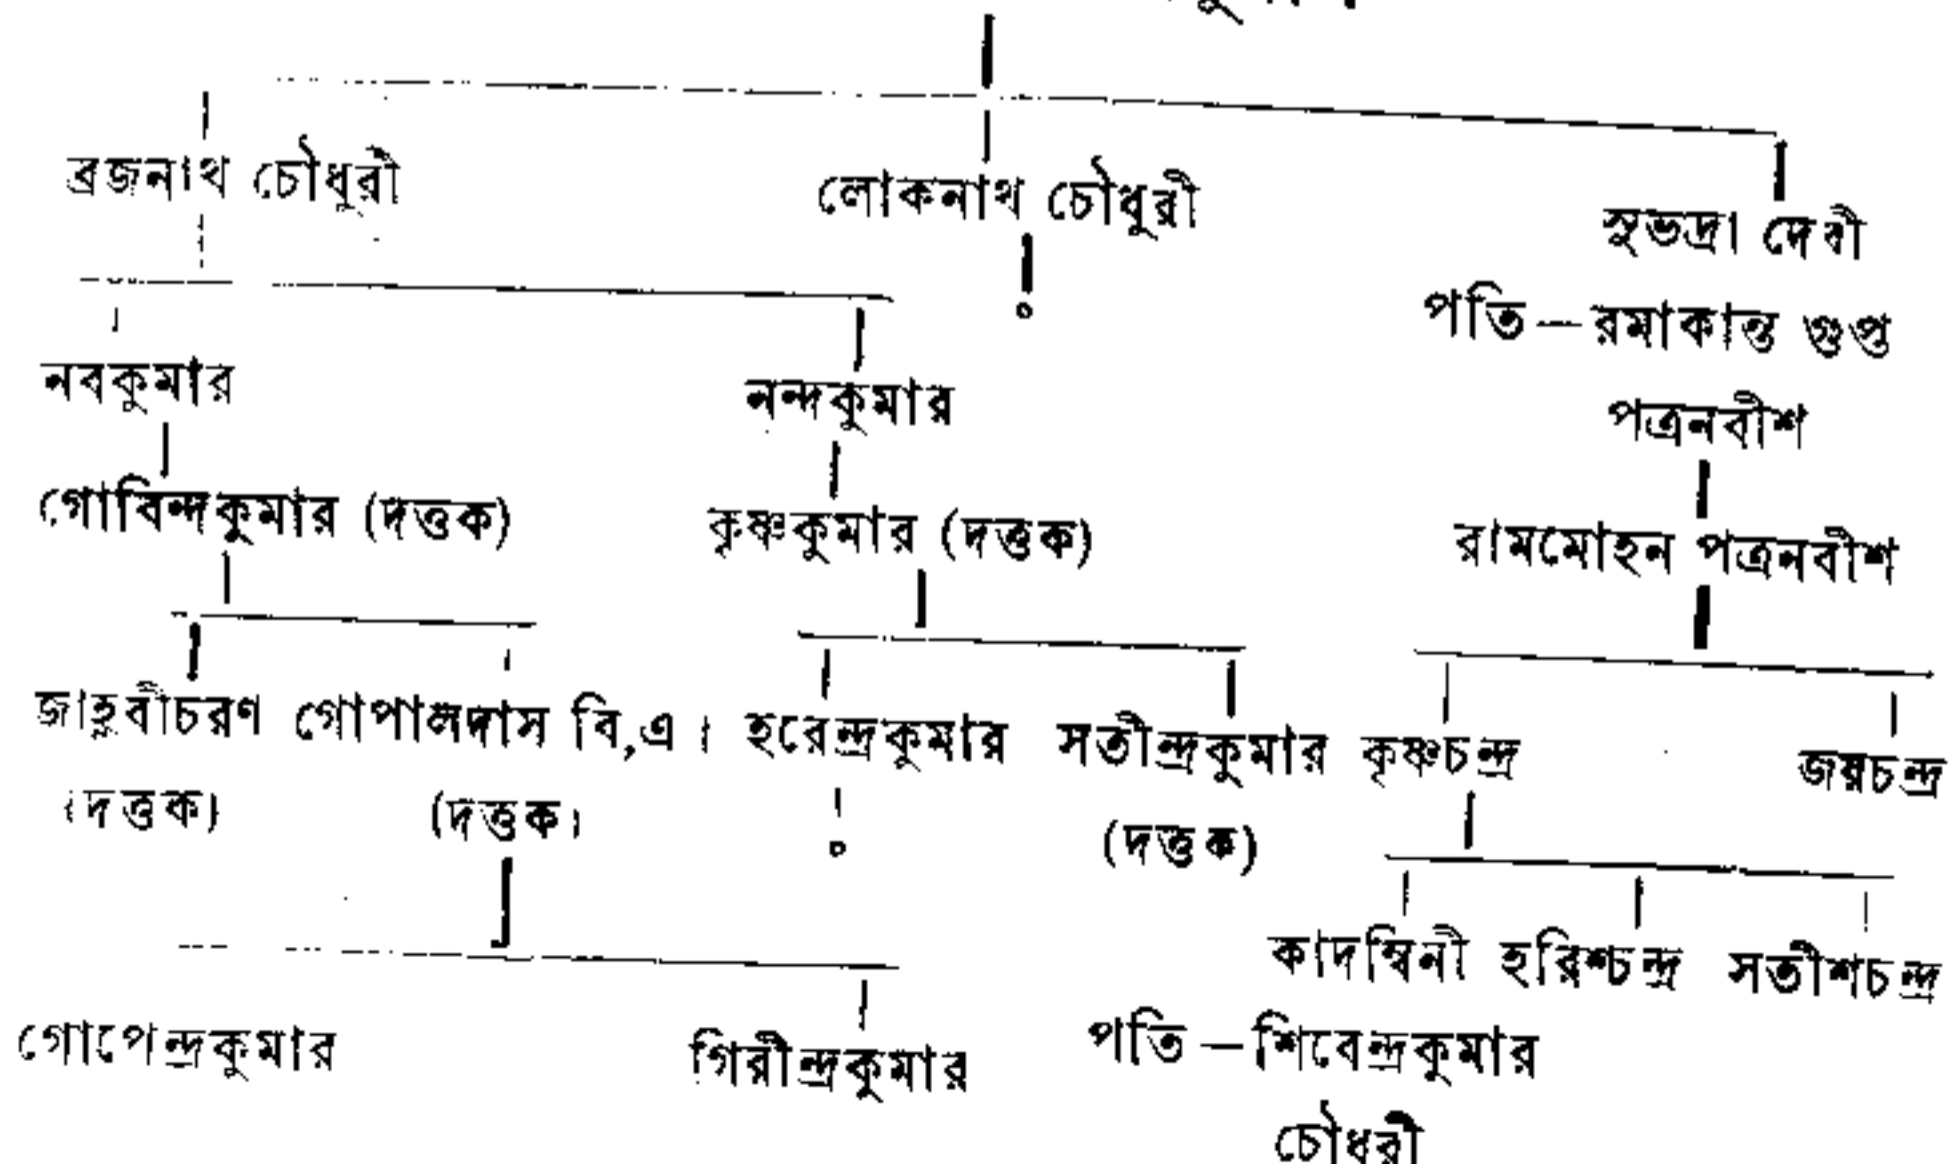 ব্রজনাথ চৌধুরী লোকনাথ চৌধুরী সুভদ্রা দেবী
পতি – রমাকান্ত গুপ্ত
নবকুমার নন্দকুমার পত্রনবীশ
গোবিন্দকুমার (দত্তক) কৃষ্ণকুমার (দত্তক) রামমোহন পত্রনবীশ
জাহ্নবীচরণ গোপালদাস বি,এ। হরেন্দ্রকুমার সতীন্দ্রকুমার কৃষ্ণচন্দ্র জয়চন্দ্র
(দত্তক) (দত্তক) (দত্তক)
কাদম্বিনী হরিশ্চন্দ্র সতীশচন্দ্র
গোপেন্দ্রকুমার গিরীন্দ্রকুমার পতি – শিবেন্দ্রকুমার
চৌধুরী